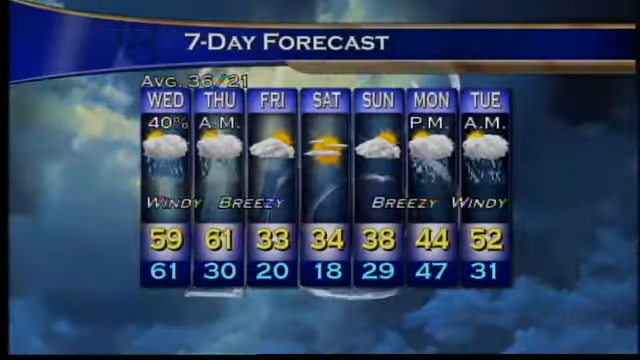 7-DAY FORECAST
AVG. 36/21
WED THU FRI SAT SUN MON TUE
40% A.M. P.M. A.M.
WINDY BREEZY BREEZY WINDY
59 61 33 34 38 44 52
61 30 20 18 29 47 31